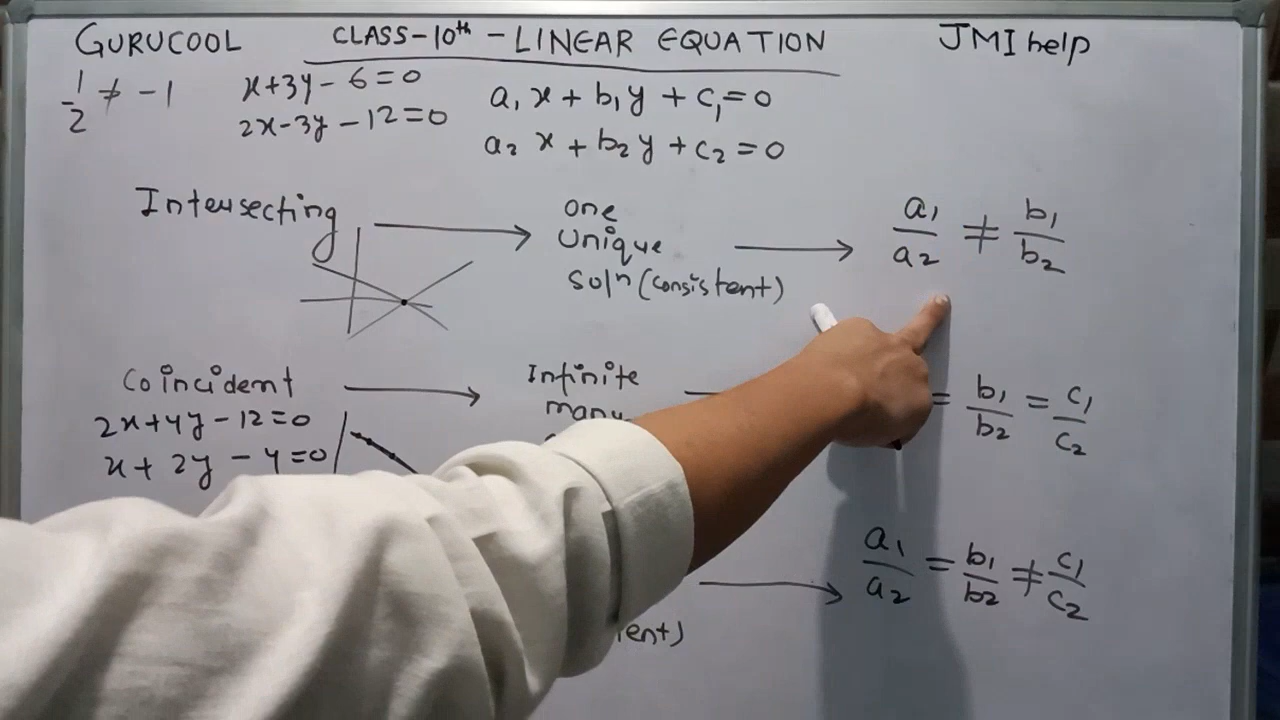 GURUCOOL CLASS-10th - LINEAR EQUATION JMI help
1/2 ≠ -1
x+3y-6=0
2x-3y-12=0
a₁x + b₁y + c₁=0
a₂x + b₂y + c₂=0
Intersecting → one
unique
soln (consistent) → a₁/a₂ ≠ b₁/b₂
Coincident → Infinite
many
= b₁/b₂ = c₁/c₂
2x+4y-12=0
x+2y-4=0
→ a₁/a₂ = b₁/b₂ ≠ c₁/c₂